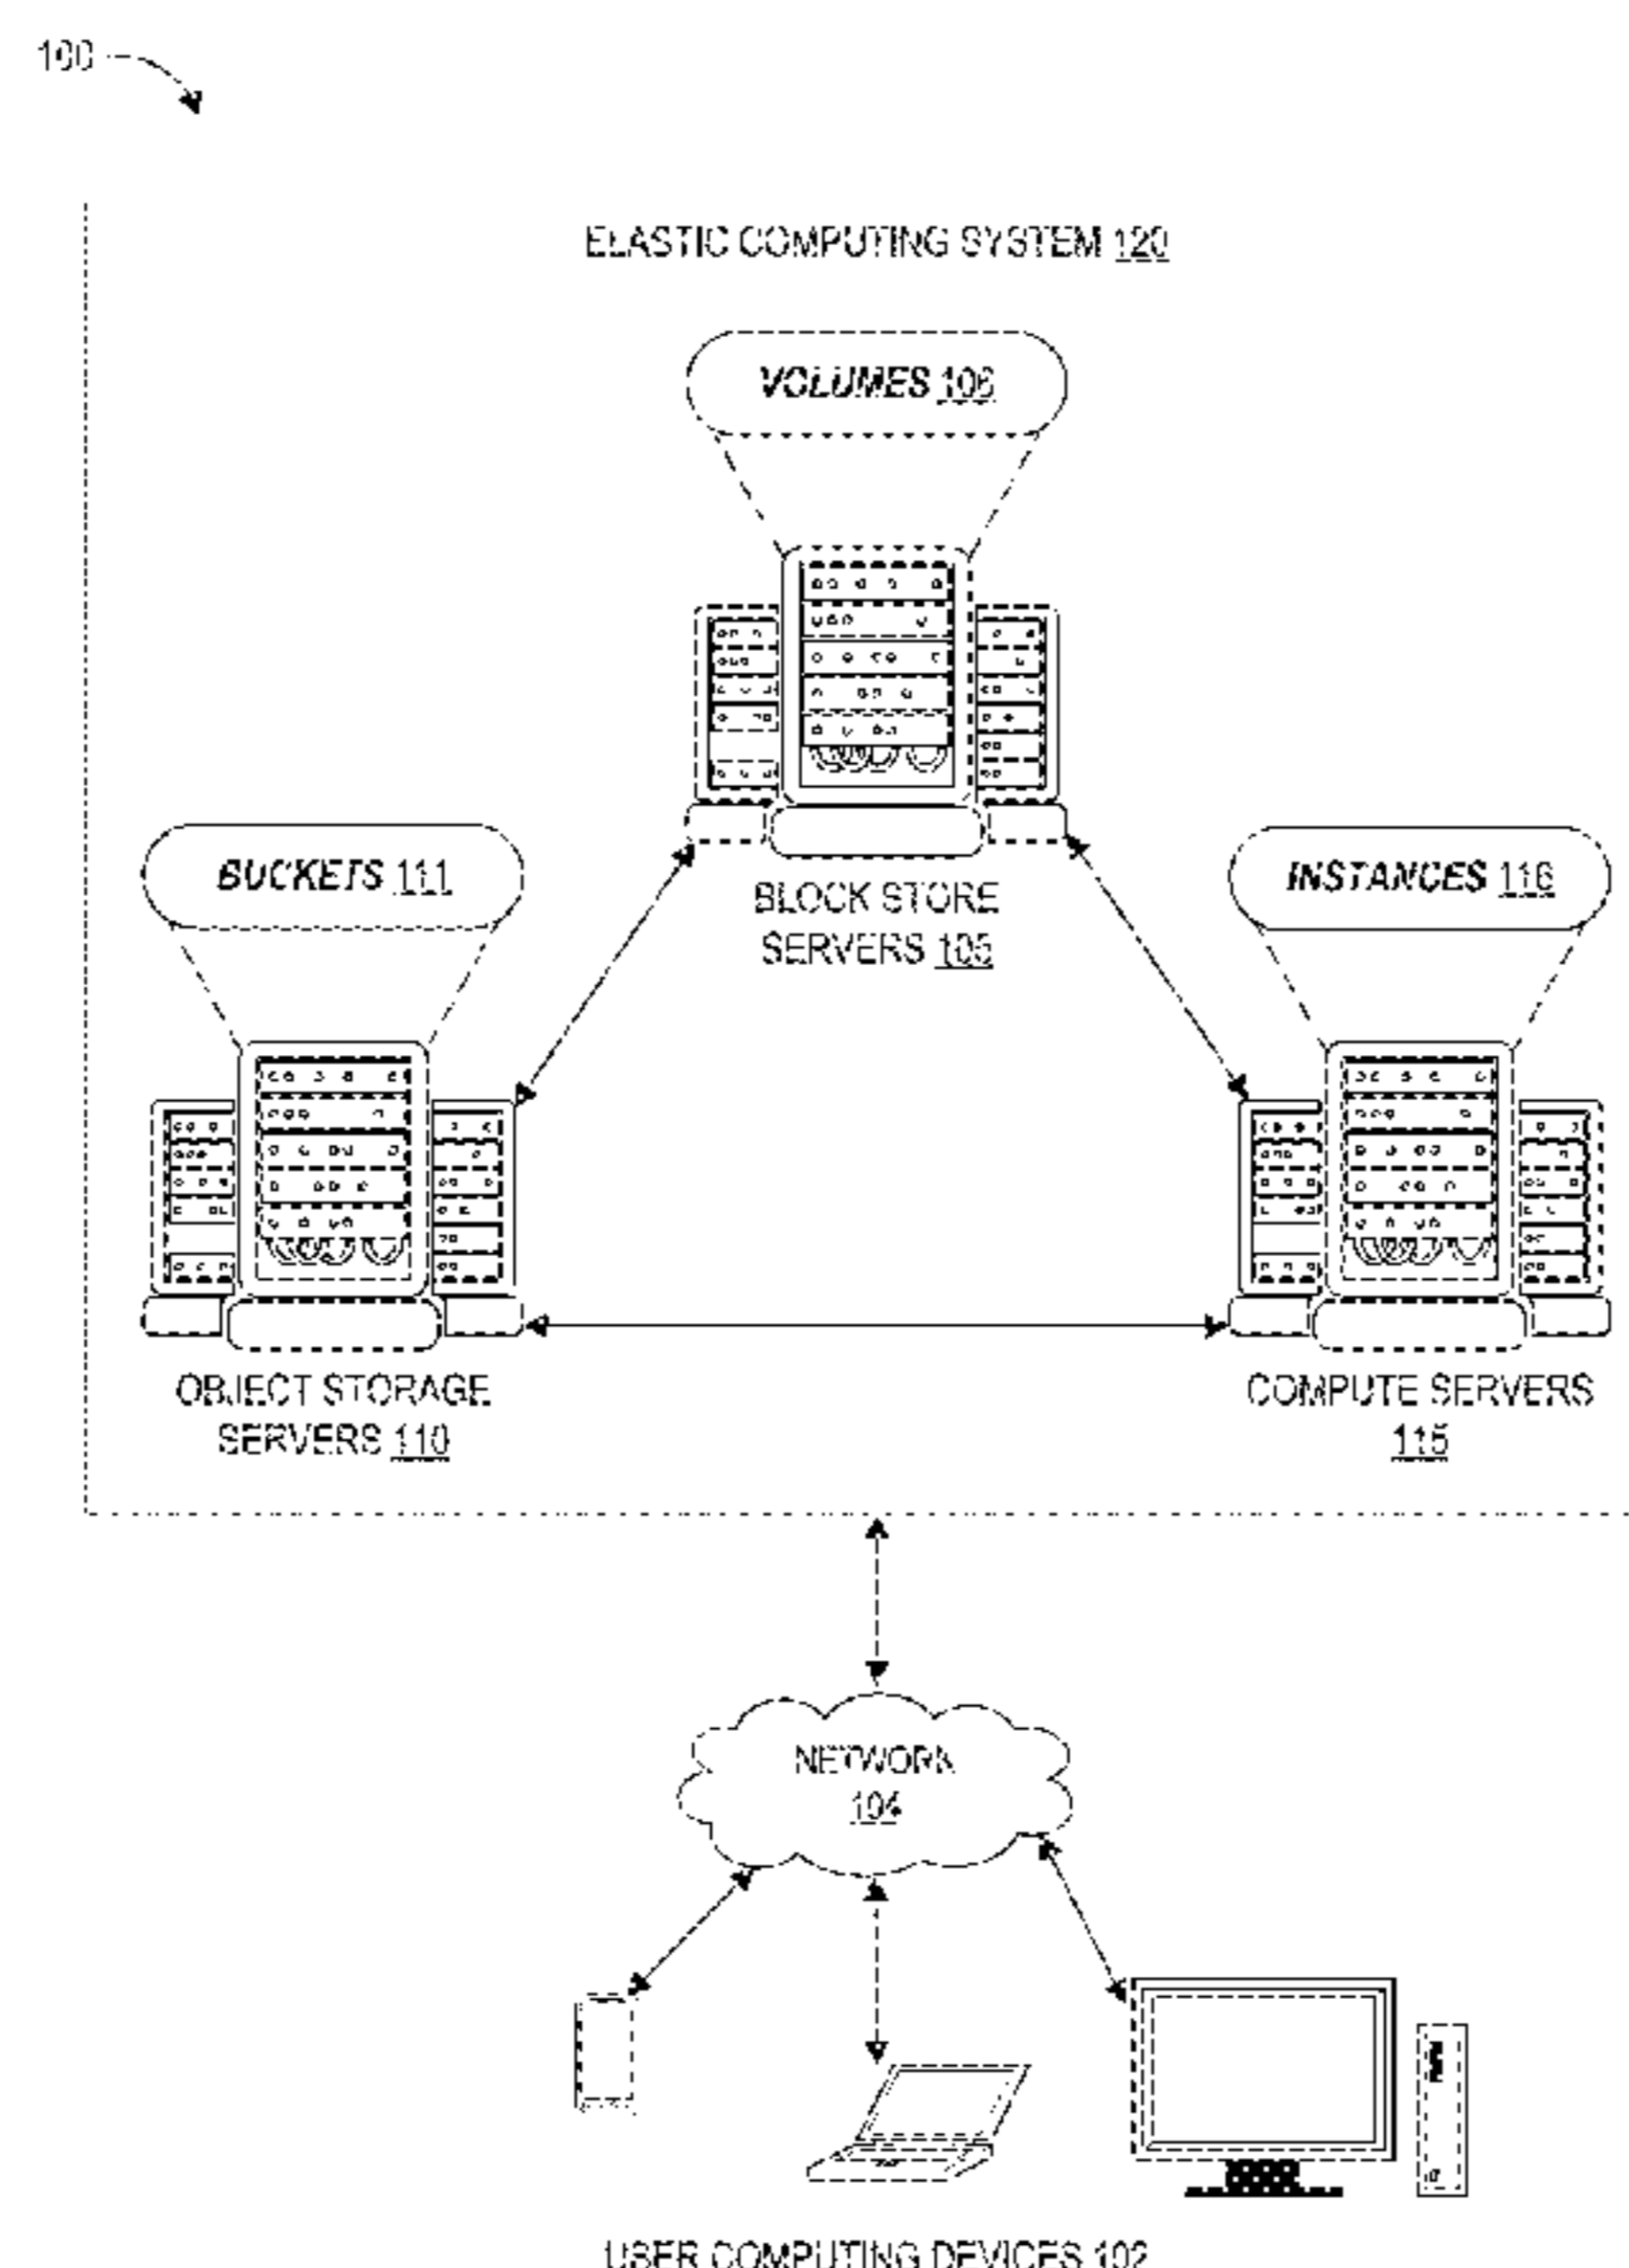 100
ELASTIC COMPUTING SYSTEM 120
VOLUMES 106
BLOCK STORE
SERVERS 105
BUCKETS 111
INSTANCES 116
OBJECT STORAGE
SERVERS 110
COMPUTE SERVERS
115
NETWORK
104
USER COMPUTING DEVICES 102